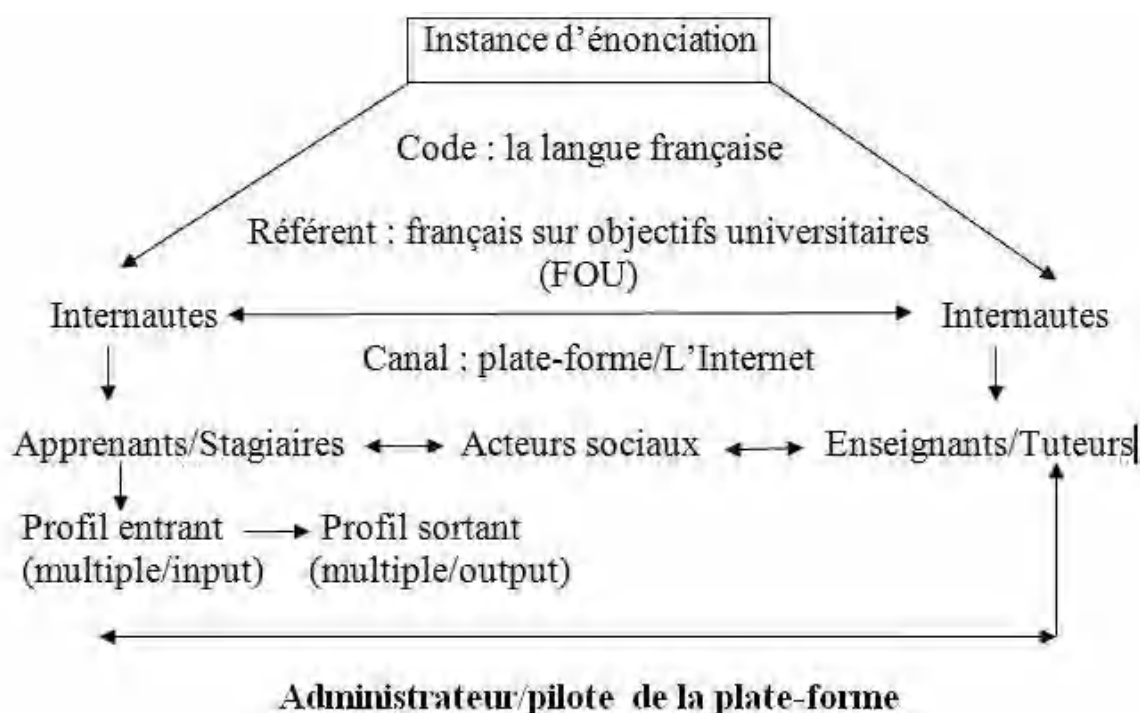 Instance d'énonciation
Code : la langue française
Référent : français sur objectifs universitaires
(FOU)
Internautes
Internautes
Canal : plate-forme/L'Internet
Apprenants/Stagiaires
Acteurs sociaux
Enseignants/Tuteurs
Profil entrant
Profil sortant
(multiple/input)
(multiple/output)
Administrateur/pilote de la plate-forme